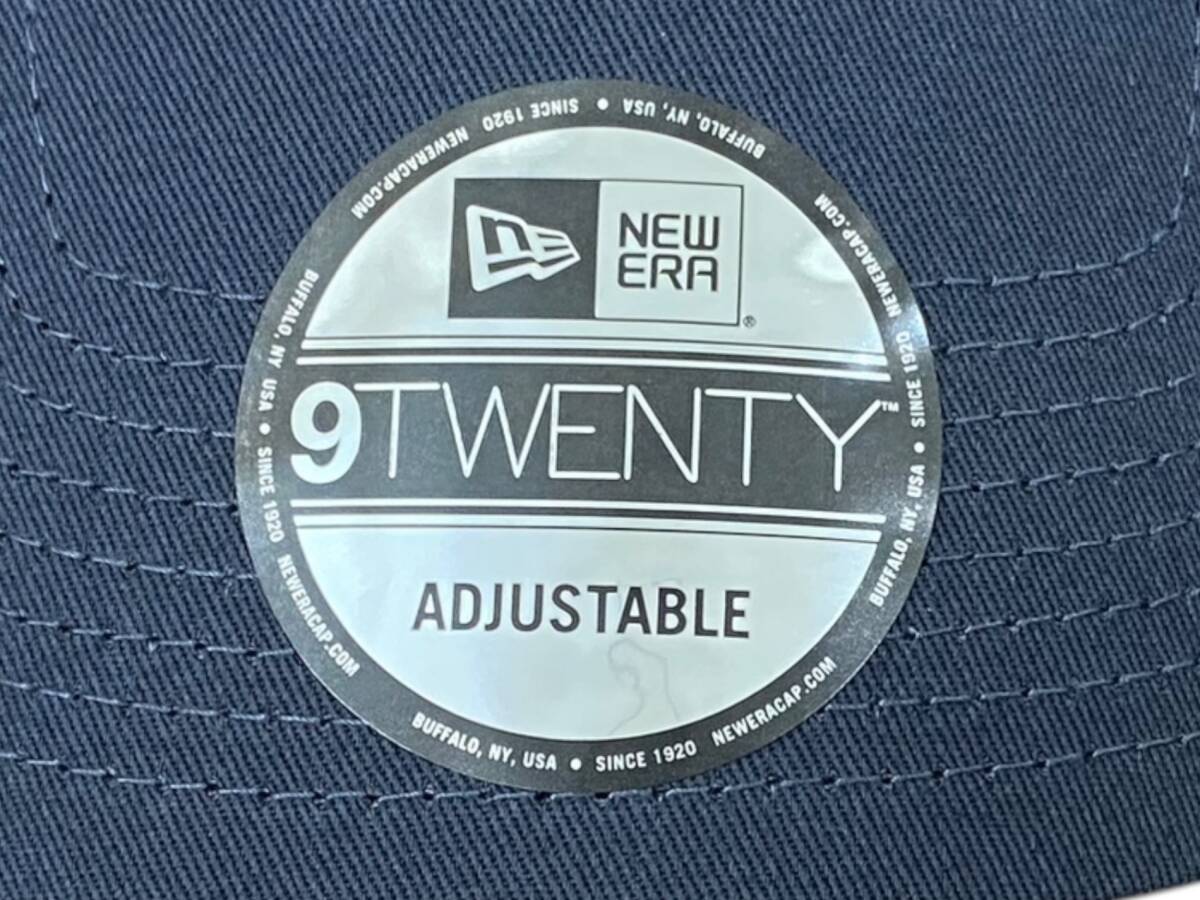 NEW
ERA
®
9TWENTY™
ADJUSTABLE
BUFFALO, NY, USA • SINCE 1920 NEWERACAP.COM
BUFFALO, NY, USA • SINCE 1920 NEWERACAP.COM
BUFFALO, NY USA • SINCE 1920 NEWERACAP.COM
BUFFALO, NY, USA • SINCE 1920 NEWERACAP.COM